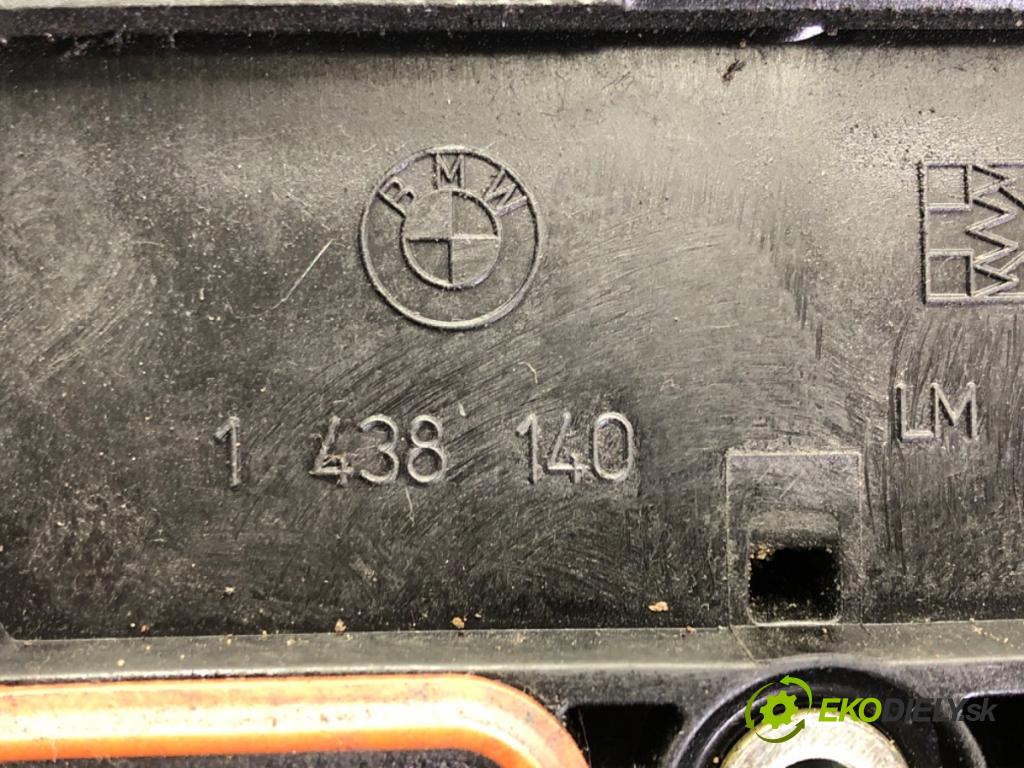 BMW
1 438 140
LM
EKODIELY.sk